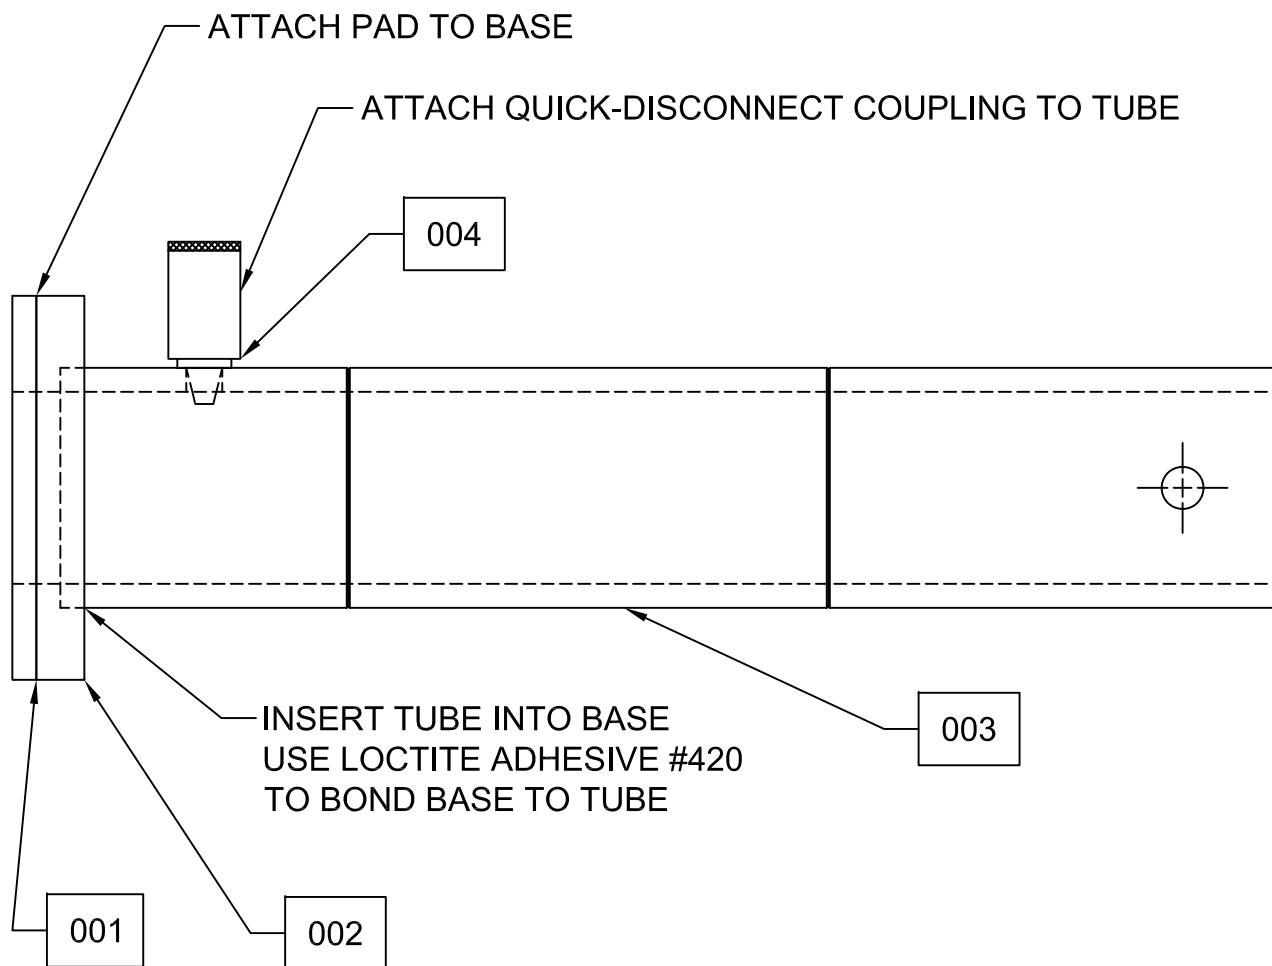 ATTACH PAD TO BASE
ATTACH QUICK-DISCONNECT COUPLING TO TUBE
004
INSERT TUBE INTO BASE
USE LOCTITE ADHESIVE #420
TO BOND BASE TO TUBE
003
001
002